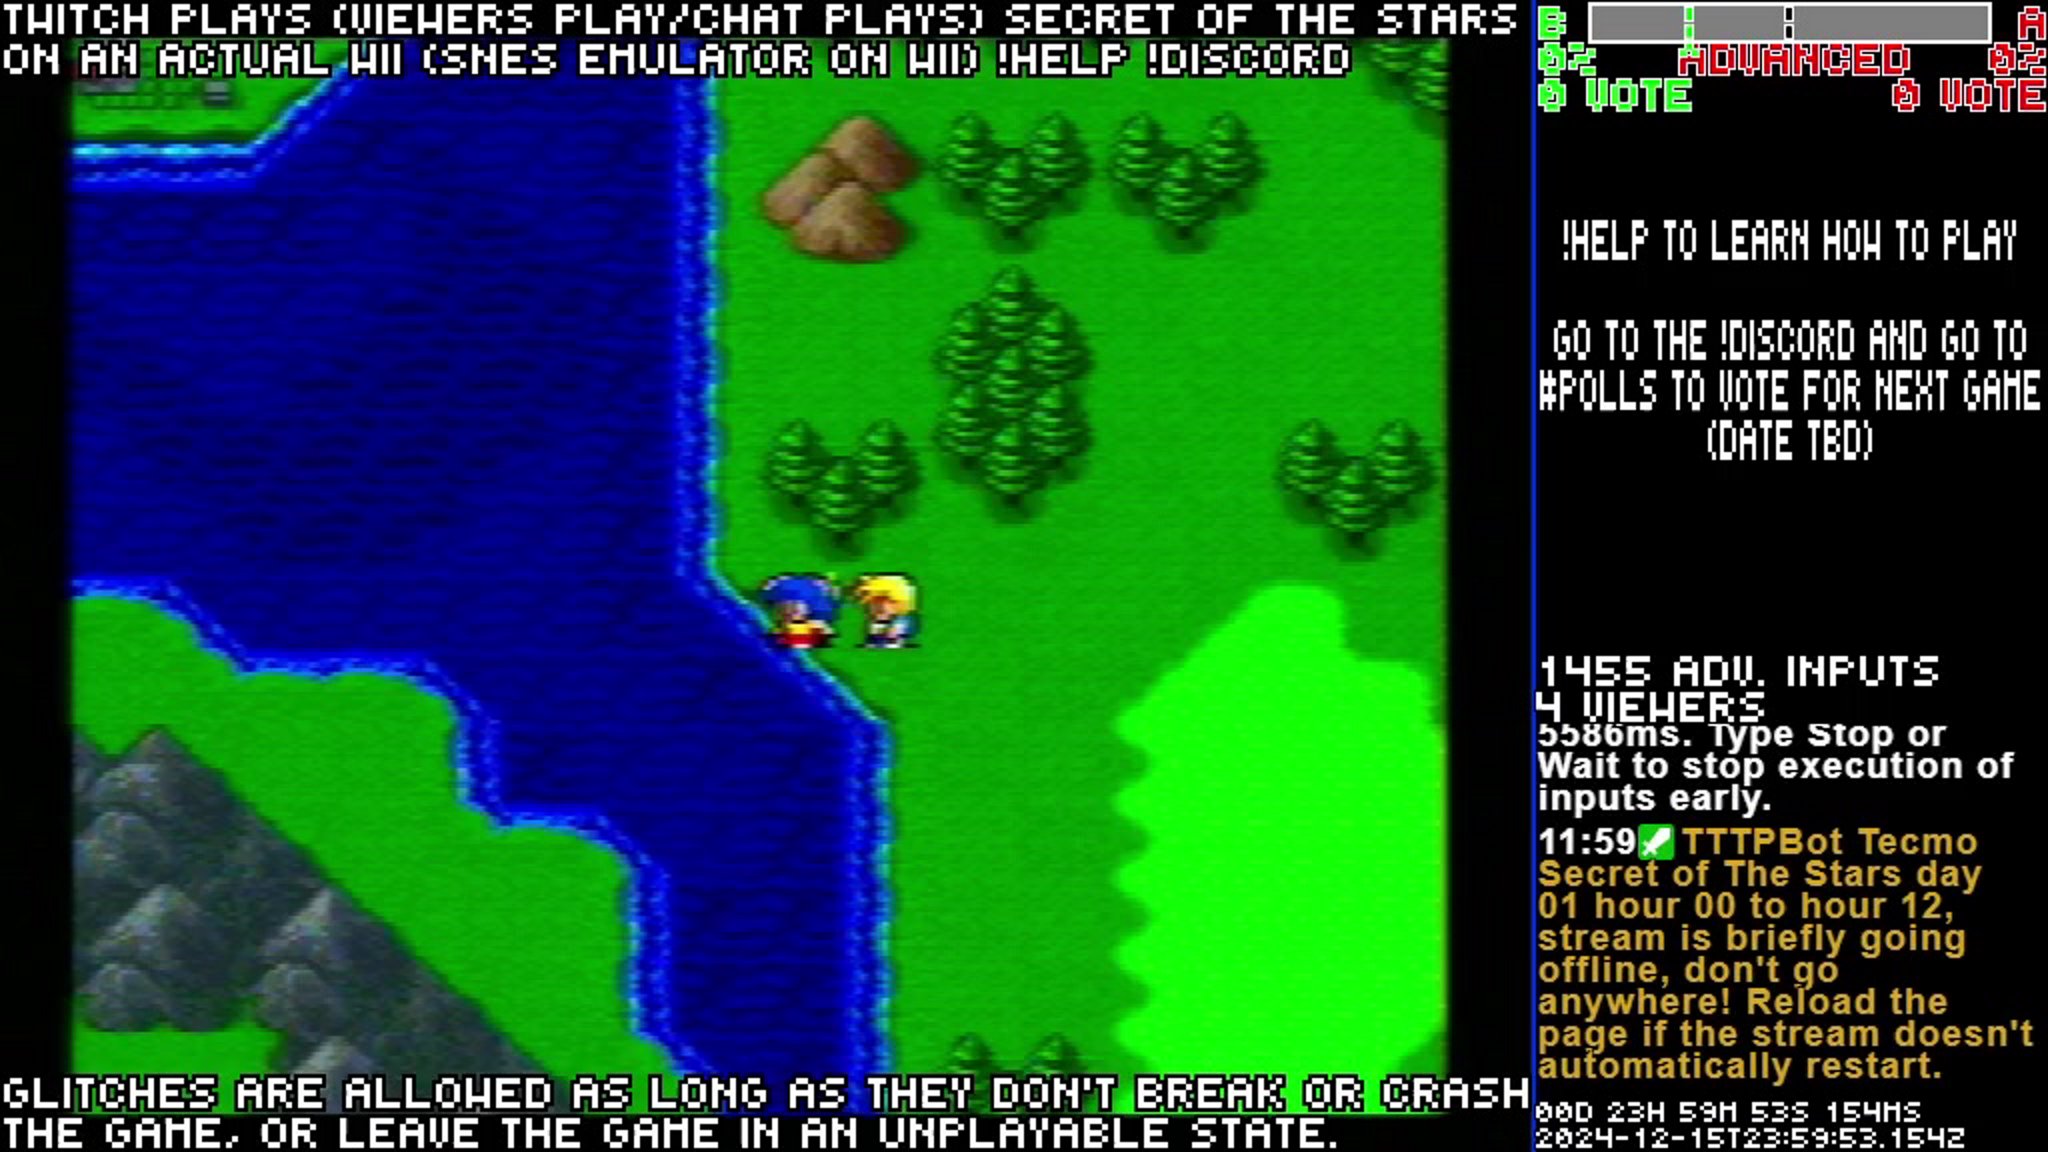 TWITCH PLAYS (VIEWERS PLAY/CHAT PLAYS) SECRET OF THE STARS
ON AN ACTUAL WII (SNES EMULATOR ON WII) !HELP !DISCORD
B A
0% ADVANCED 0%
0 VOTE 0 VOTE
!HELP TO LEARN HOW TO PLAY
GO TO THE !DISCORD AND GO TO
#POLLS TO VOTE FOR NEXT GAME
(DATE TBD)
1455 ADV. INPUTS
4 VIEWERS
5586ms. Type Stop or
Wait to stop execution of
inputs early.
11:59 TTTPBot Tecmo
Secret of The Stars day
01 hour 00 to hour 12,
stream is briefly going
offline, don't go
anywhere! Reload the
page if the stream doesn't
automatically restart.
00D 23H 59M 53S 154MS
2024-12-15T23:59:53.154Z
GLITCHES ARE ALLOWED AS LONG AS THEY DON'T BREAK OR CRASH
THE GAME, OR LEAVE THE GAME IN AN UNPLAYABLE STATE.